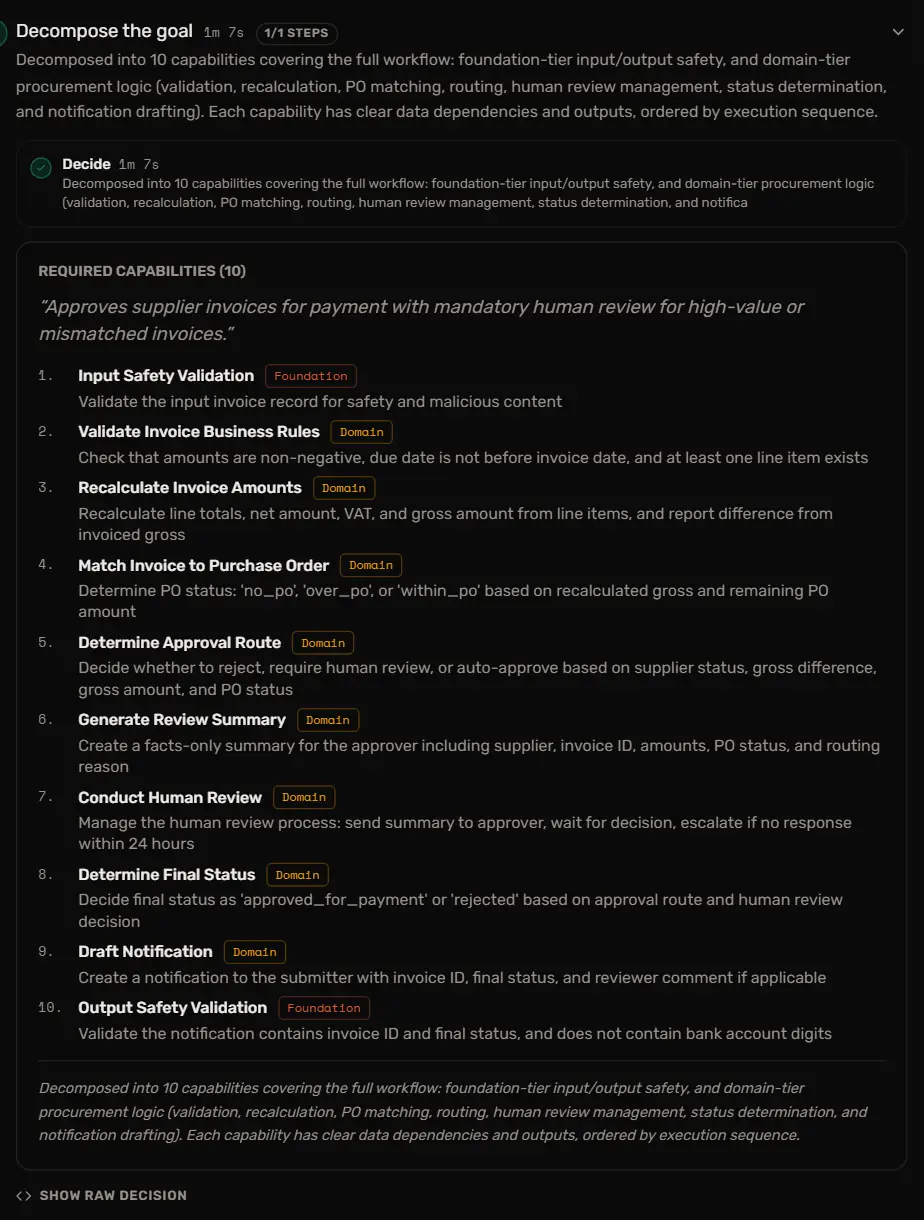 Decompose the goal 1m 7s 1/1 STEPS
Decomposed into 10 capabilities covering the full workflow: foundation-tier input/output safety, and domain-tier
procurement logic (validation, recalculation, PO matching, routing, human review management, status determination,
and notification drafting). Each capability has clear data dependencies and outputs, ordered by execution sequence.
Decide 1m 7s
Decomposed into 10 capabilities covering the full workflow: foundation-tier input/output safety, and domain-tier procurement logic
(validation, recalculation, PO matching, routing, human review management, status determination, and notifica
REQUIRED CAPABILITIES (10)
“Approves supplier invoices for payment with mandatory human review for high-value or
mismatched invoices.”
1. Input Safety Validation Foundation
Validate the input invoice record for safety and malicious content
2. Validate Invoice Business Rules Domain
Check that amounts are non-negative, due date is not before invoice date, and at least one line item exists
3. Recalculate Invoice Amounts Domain
Recalculate line totals, net amount, VAT, and gross amount from line items, and report difference from
invoiced gross
4. Match Invoice to Purchase Order Domain
Determine PO status: 'no_po', 'over_po', or 'within_po' based on recalculated gross and remaining PO
amount
5. Determine Approval Route Domain
Decide whether to reject, require human review, or auto-approve based on supplier status, gross difference,
gross amount, and PO status
6. Generate Review Summary Domain
Create a facts-only summary for the approver including supplier, invoice ID, amounts, PO status, and routing
reason
7. Conduct Human Review Domain
Manage the human review process: send summary to approver, wait for decision, escalate if no response
within 24 hours
8. Determine Final Status Domain
Decide final status as 'approved_for_payment' or 'rejected' based on approval route and human review
decision
9. Draft Notification Domain
Create a notification to the submitter with invoice ID, final status, and reviewer comment if applicable
10. Output Safety Validation Foundation
Validate the notification contains invoice ID and final status, and does not contain bank account digits
Decomposed into 10 capabilities covering the full workflow: foundation-tier input/output safety, and domain-tier
procurement logic (validation, recalculation, PO matching, routing, human review management, status determination, and
notification drafting). Each capability has clear data dependencies and outputs, ordered by execution sequence.
<> SHOW RAW DECISION